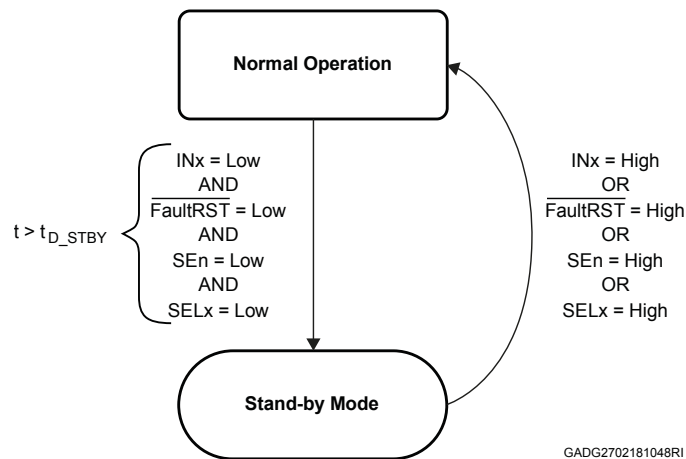 Normal Operation
INx = Low
AND
FaultRST = Low
AND
SEn = Low
AND
SELx = Low
t > tD_STBY
INx = High
OR
FaultRST = High
OR
SEn = High
OR
SELx = High
Stand-by Mode
GADG2702181048RI